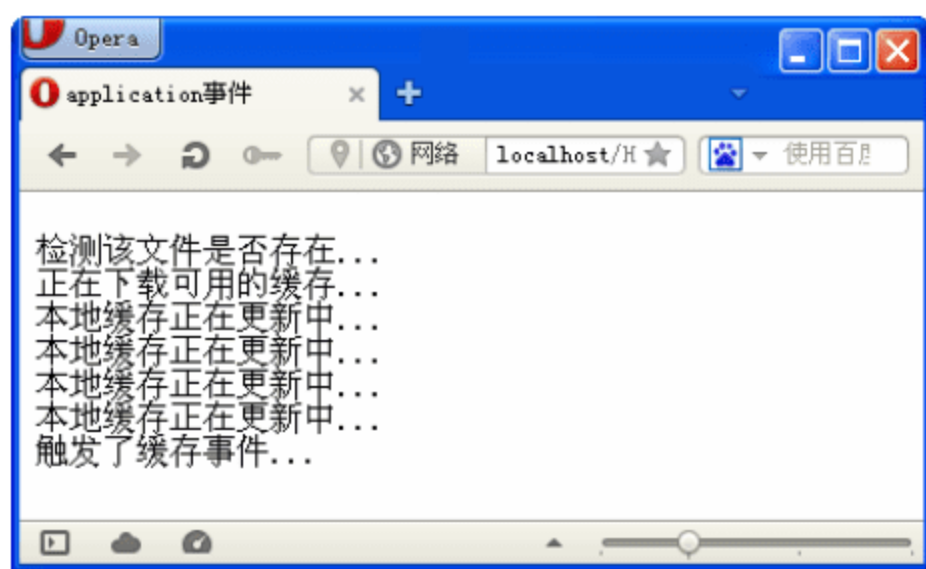 Opera
application事件
网络 localhost/H 使用百度
检测该文件是否存在...
正在下载可用的缓存...
本地缓存正在更新中...
本地缓存正在更新中...
本地缓存正在更新中...
本地缓存正在更新中...
触发了缓存事件...